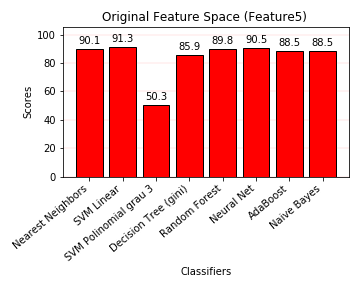 Original Feature Space (Feature5)
100
80
60
40
20
0
Scores
90.1
91.3
50.3
85.9
89.8
90.5
88.5
88.5
Nearest Neighbors
SVM Linear
SVM Polinomial grau 3
Decision Tree (gini)
Random Forest
Neural Net
AdaBoost
Naive Bayes
Classifiers